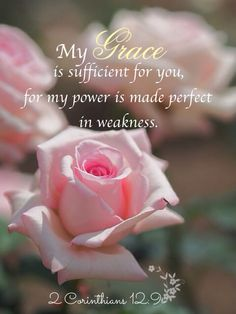 My Grace
is sufficient for you,
for my power is made perfect
in weakness.
2 Corinthians 12:9